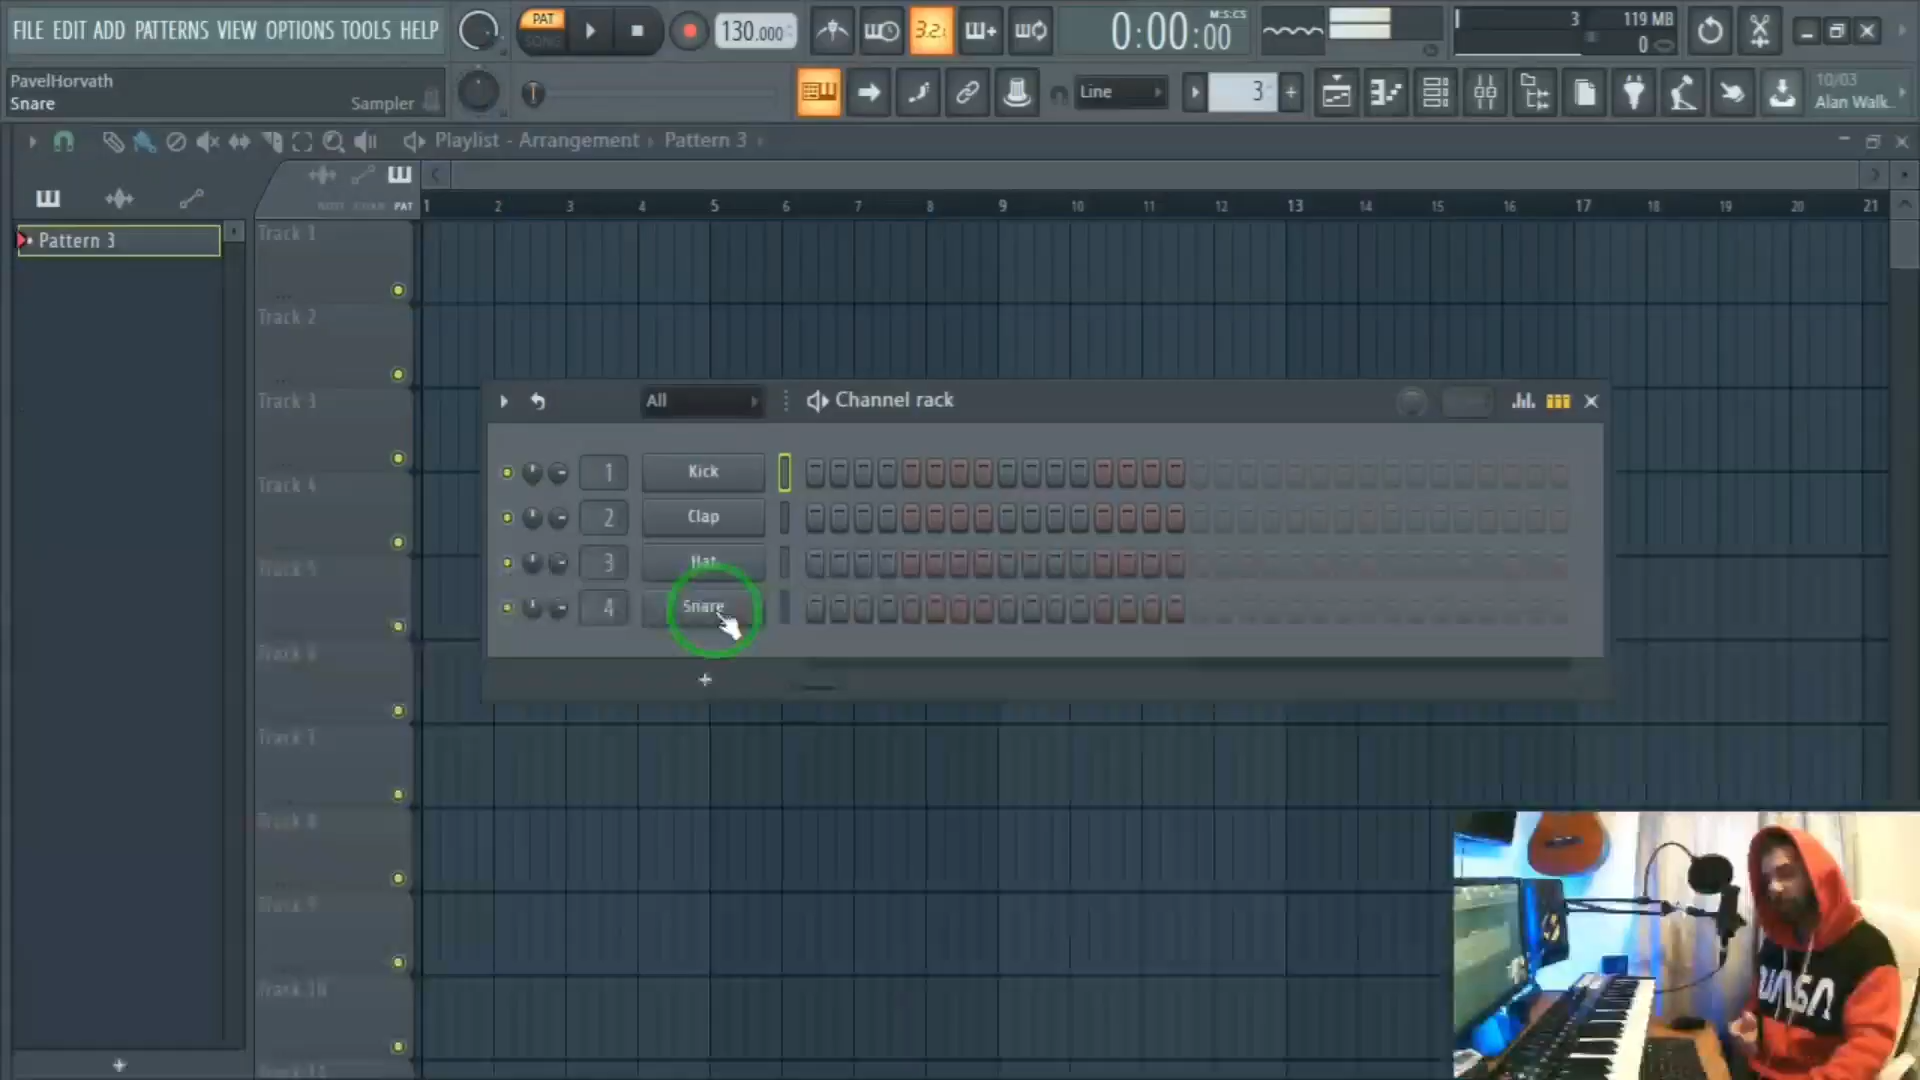 FILE EDIT ADD PATTERNS VIEW OPTIONS TOOLS HELP
PAT
SONG
130.000
3.2.
0:00:00
M:S:CS
3
119 MB
0
PavelHorvath
Snare
Sampler
Line
3
10/03
Alan Walk..
Playlist - Arrangement › Pattern 3
PAT
1 2 3 4 5 6 7 8 9 10 11 12 13 14 15 16 17 18 19 20 21
Pattern 3
Track 1
Track 2
Track 3
Track 4
Track 5
Track 6
Track 7
Track 8
Track 9
Track 10
All
Channel rack
1 Kick
2 Clap
3 Hat
4 Snare
NASA